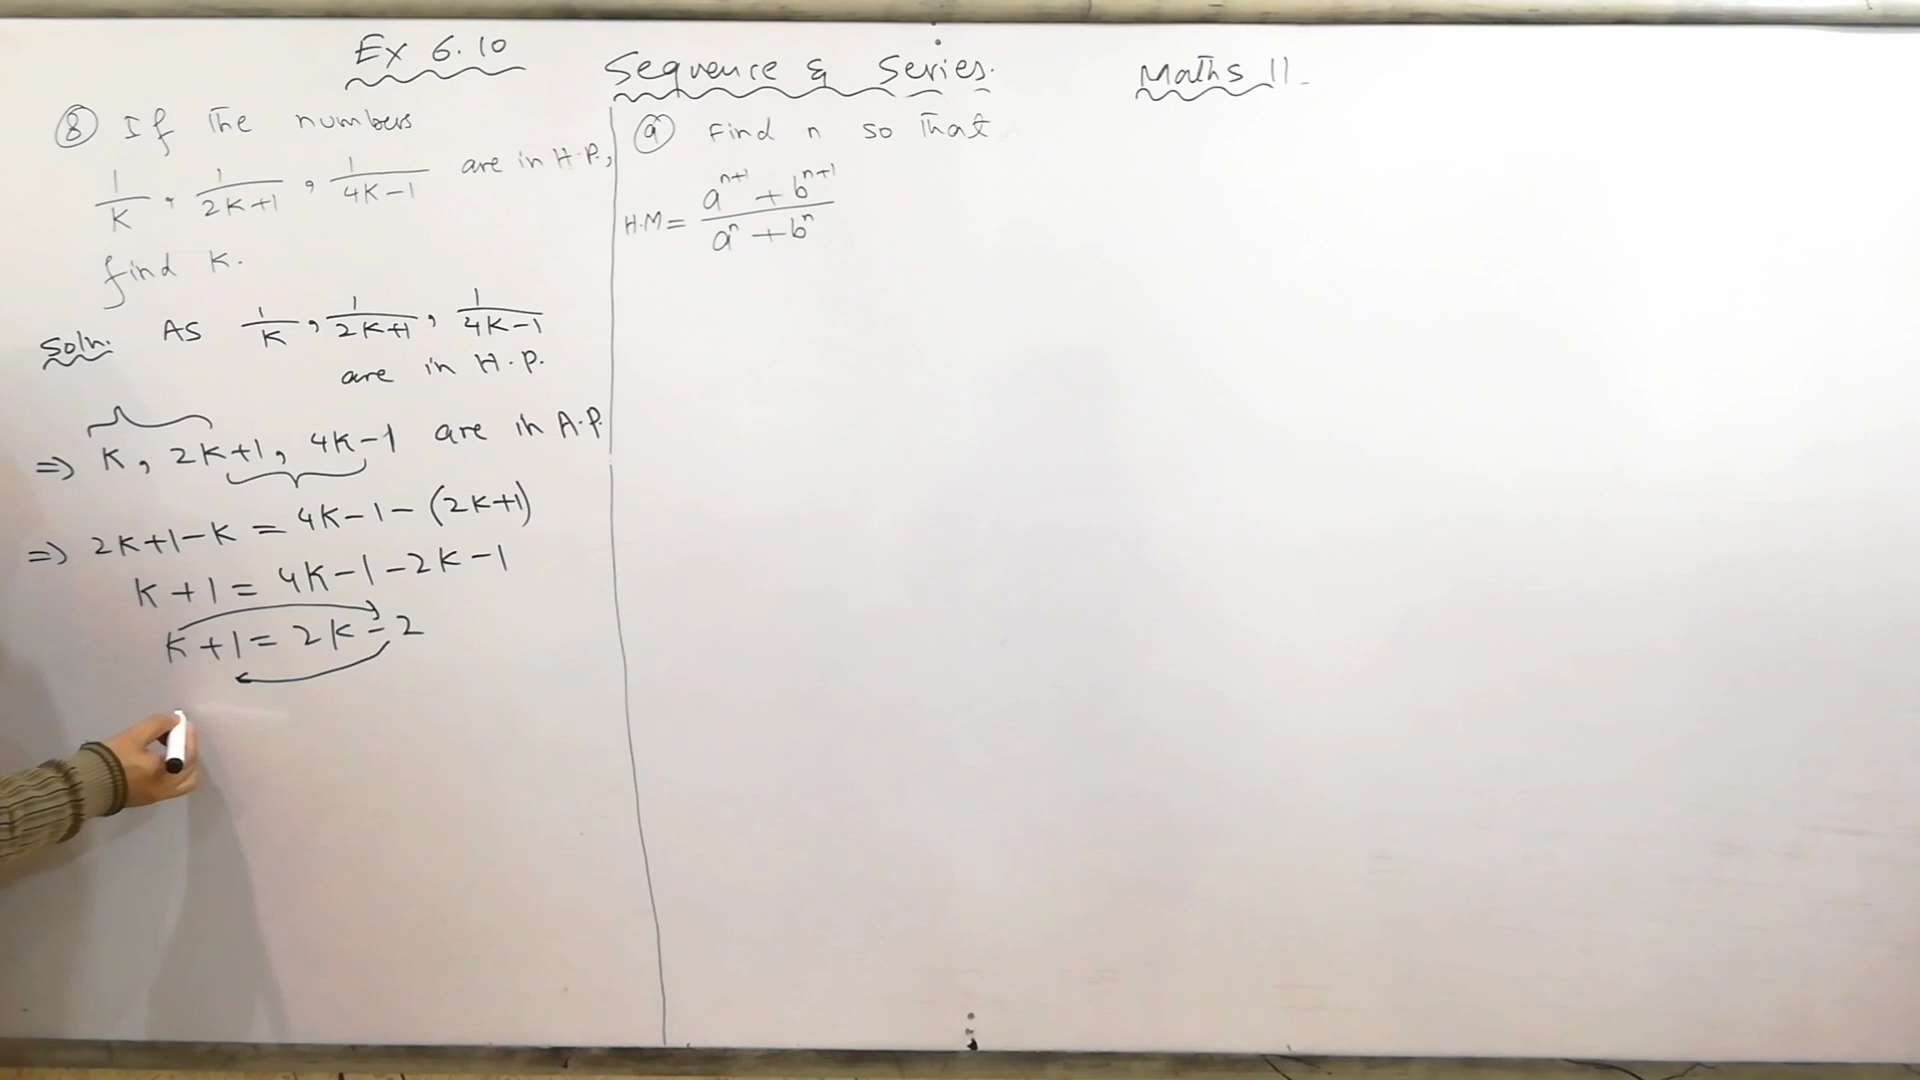 Ex 6.10
Sequence & Series.
Maths 11.
⑧ If The numbers
1/K, 1/2K+1, 1/4K-1 are in H.P.,
find K.
Soln. As 1/K, 1/2K+1, 1/4K-1
are in H.P.
=> K, 2K+1, 4K-1 are in A.P.
=> 2K+1-K = 4K-1-(2K+1)
K+1 = 4K-1-2K-1
K+1 = 2K-2
⑨ Find n so That
H.M = a^{n+1} + b^{n+1} / a^n + b^n